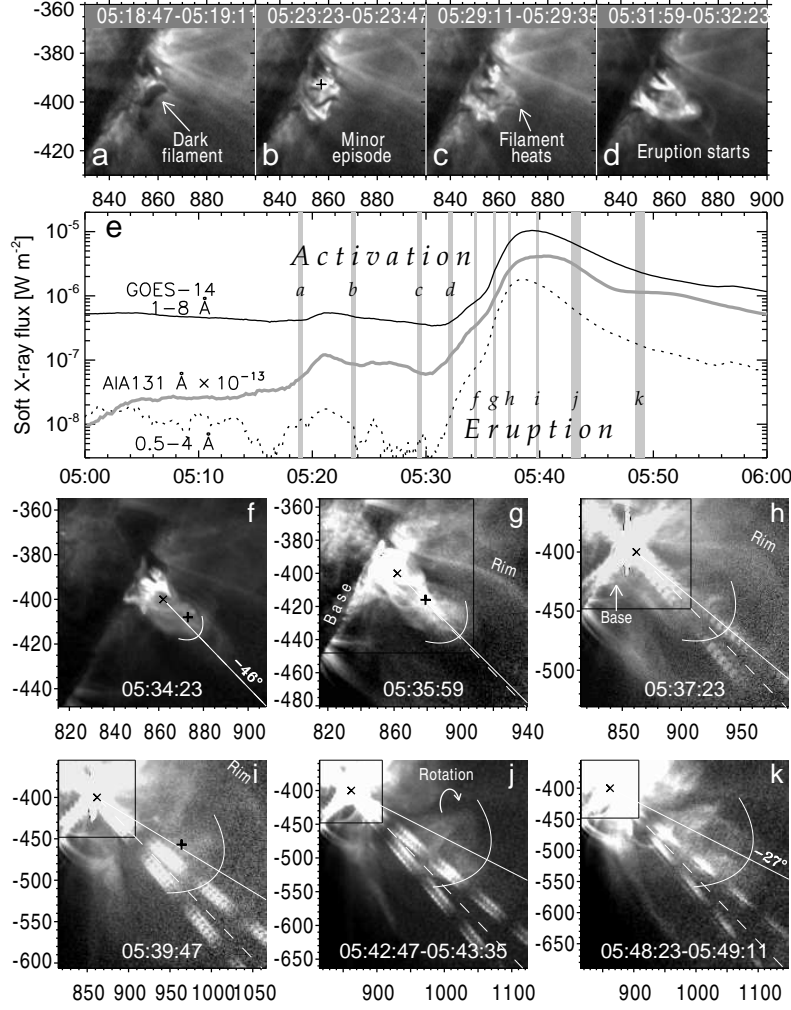 05:18:47-05:19:11 05:23:23-05:23:47 05:29:11-05:29:35 05:31:59-05:32:23
-360
-380
-400
-420
Dark filament
Minor episode
Filament heats
Eruption starts
a b c d
840 860 880 840 860 880 840 860 880 840 860 880 900
e
Soft X-ray flux [W m⁻²]
10⁻⁵
10⁻⁶
10⁻⁷
10⁻⁸
Activation
a b c d
GOES-14
1-8 Å
AIA131 Å × 10⁻¹³
0.5-4 Å
f g h i j k
Eruption
05:00 05:10 05:20 05:30 05:40 05:50 06:00
f
-360
-380
-400
-420
-440
-46°
05:34:23
820 840 860 880 900
g
-360
-380
-400
-420
-440
-460
-480
Rim
Base
05:35:59
820 860 900 940
h
-400
-450
-500
Rim
Base
05:37:23
850 900 950
i
-400
-450
-500
-550
-600
Rim
05:39:47
850 900 950 1000 1050
j
-400
-450
-500
-550
-600
-650
Rotation
05:42:47-05:43:35
900 1000 1100
k
-400
-450
-500
-550
-600
-650
-27°
05:48:23-05:49:11
900 1000 1100